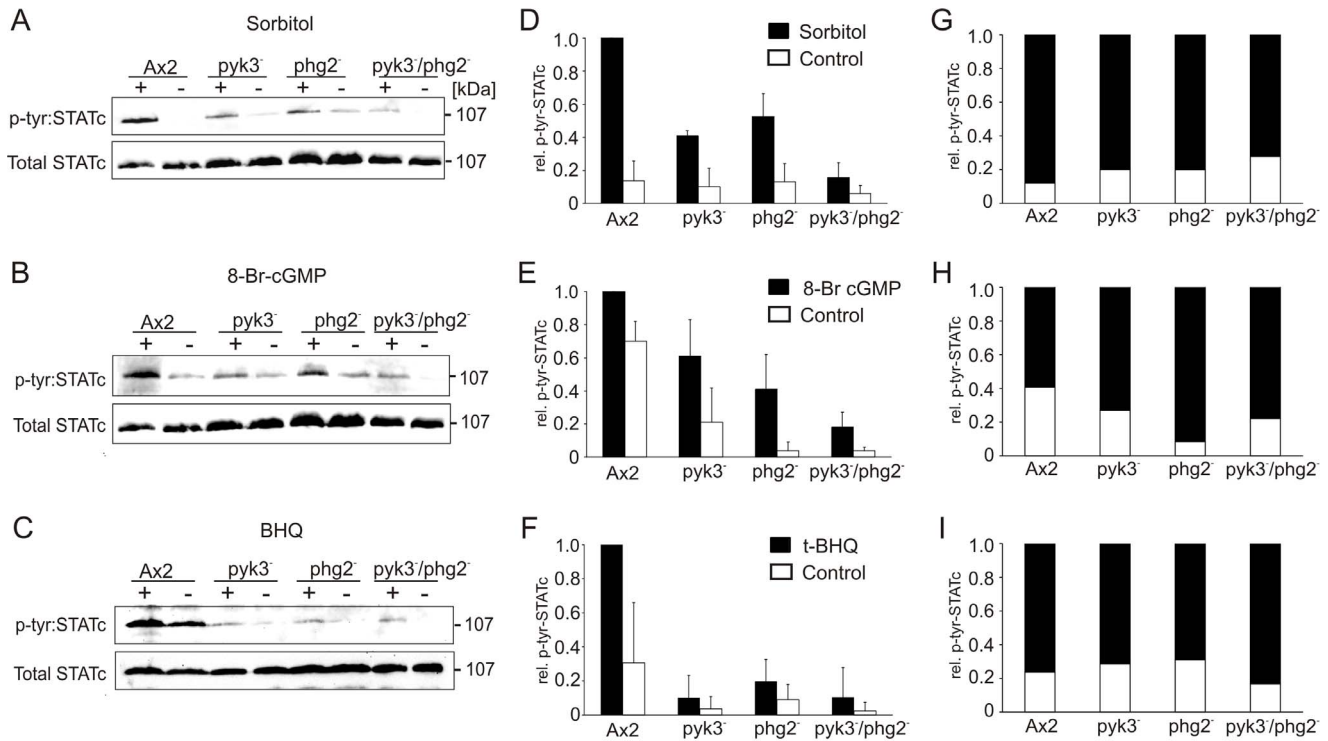 A
Sorbitol
Ax2 pyk3⁻ phg2⁻ pyk3⁻/phg2⁻
+ - + - + - + - [kDa]
p-tyr:STATc - 107
Total STATc - 107
D
Sorbitol
Control
rel. p-tyr-STATc
1.0
0.8
0.6
0.4
0.2
0
Ax2 pyk3⁻ phg2⁻ pyk3⁻/phg2⁻
G
rel. p-tyr-STATc
1.0
0.8
0.6
0.4
0.2
0
Ax2 pyk3⁻ phg2⁻ pyk3⁻/phg2⁻
B
8-Br-cGMP
Ax2 pyk3⁻ phg2⁻ pyk3⁻/phg2⁻
+ - + - + - + -
p-tyr:STATc - 107
Total STATc - 107
E
8-Br cGMP
Control
rel. p-tyr-STATc
1.0
0.8
0.6
0.4
0.2
0
Ax2 pyk3⁻ phg2⁻ pyk3⁻/phg2⁻
H
rel. p-tyr-STATc
1.0
0.8
0.6
0.4
0.2
0
Ax2 pyk3⁻ phg2⁻ pyk3⁻/phg2⁻
C
BHQ
Ax2 pyk3⁻ phg2⁻ pyk3⁻/phg2⁻
+ - + - + - + -
p-tyr:STATc - 107
Total STATc - 107
F
t-BHQ
Control
rel. p-tyr-STATc
1.0
0.8
0.6
0.4
0.2
0
Ax2 pyk3⁻ phg2⁻ pyk3⁻/phg2⁻
I
rel. p-tyr-STATc
1.0
0.8
0.6
0.4
0.2
0
Ax2 pyk3⁻ phg2⁻ pyk3⁻/phg2⁻